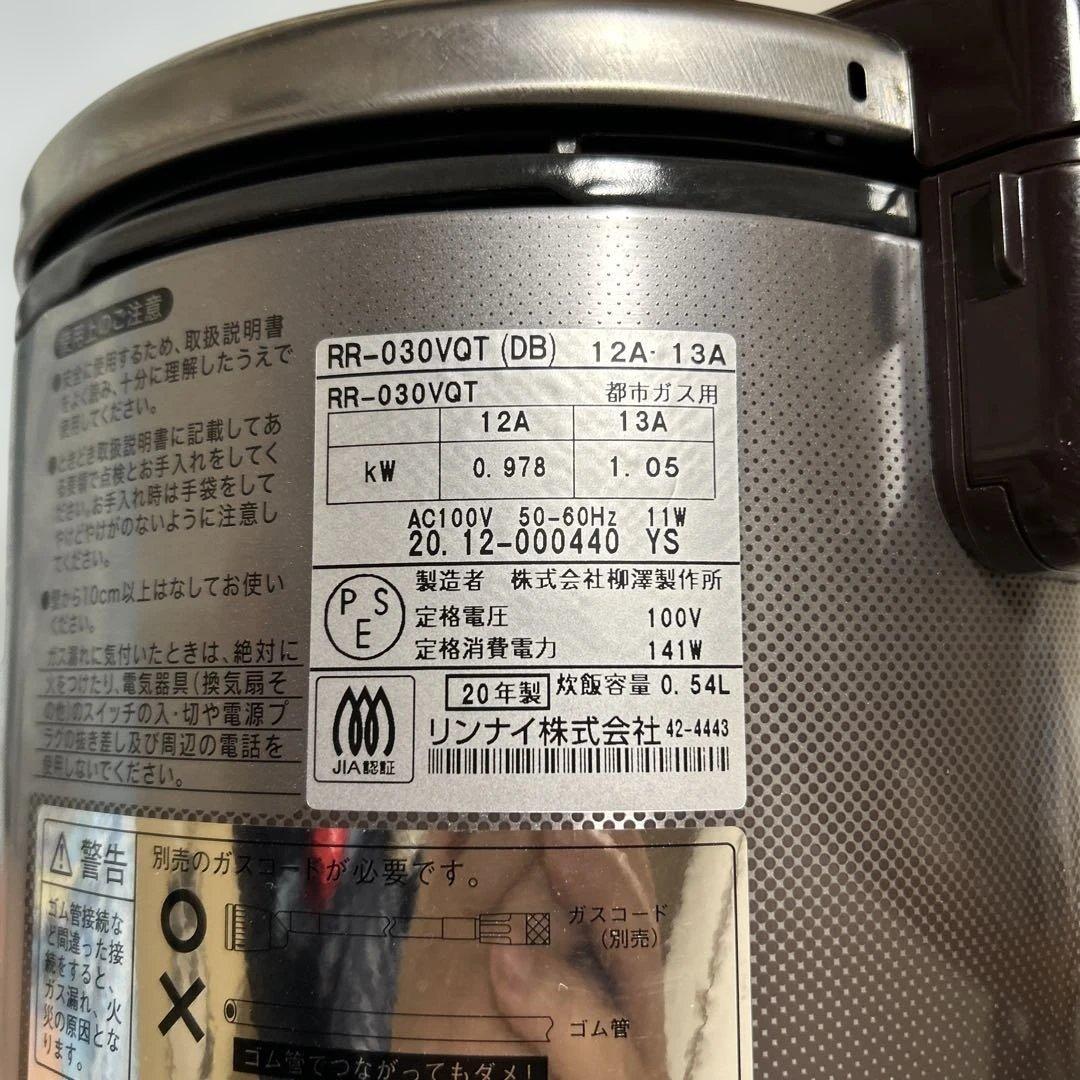 使用上のご注意
●安全に使用するため、取扱説明書
をよく読み、十分に理解したうえで
使用してください。
●ときどき取扱説明書に記載してあ
る要領で点検とお手入れをしてく
ださい。お手入れ時は手袋をして
やけどやけがのないように注意し
てください。
●壁から10cm以上はなしてお使い
ください。
ガス漏れに気付いたときは、絶対に
火をつけたり、電気器具(換気扇そ
の他)のスイッチの入・切や電源プ
ラグの抜き差し及び周辺の電話を
使用しないでください。
RR-030VQT (DB) 12A・13A
RR-030VQT 都市ガス用
12A 13A
kW 0.978 1.05
AC100V 50-60Hz 11W
20.12-000440 YS
PSE
製造者 株式会社柳澤製作所
定格電圧 100V
定格消費電力 141W
20年製 炊飯容量 0.54L
リンナイ株式会社 42-4443
JIA認証
警告
ゴム管接続な
ど間違った接
続をすると、
ガス漏れ、火
災の原因とな
ります。
別売のガスコードが必要です。
ガスコード
(別売)
ゴム管
ゴム管でつながってもダメ!